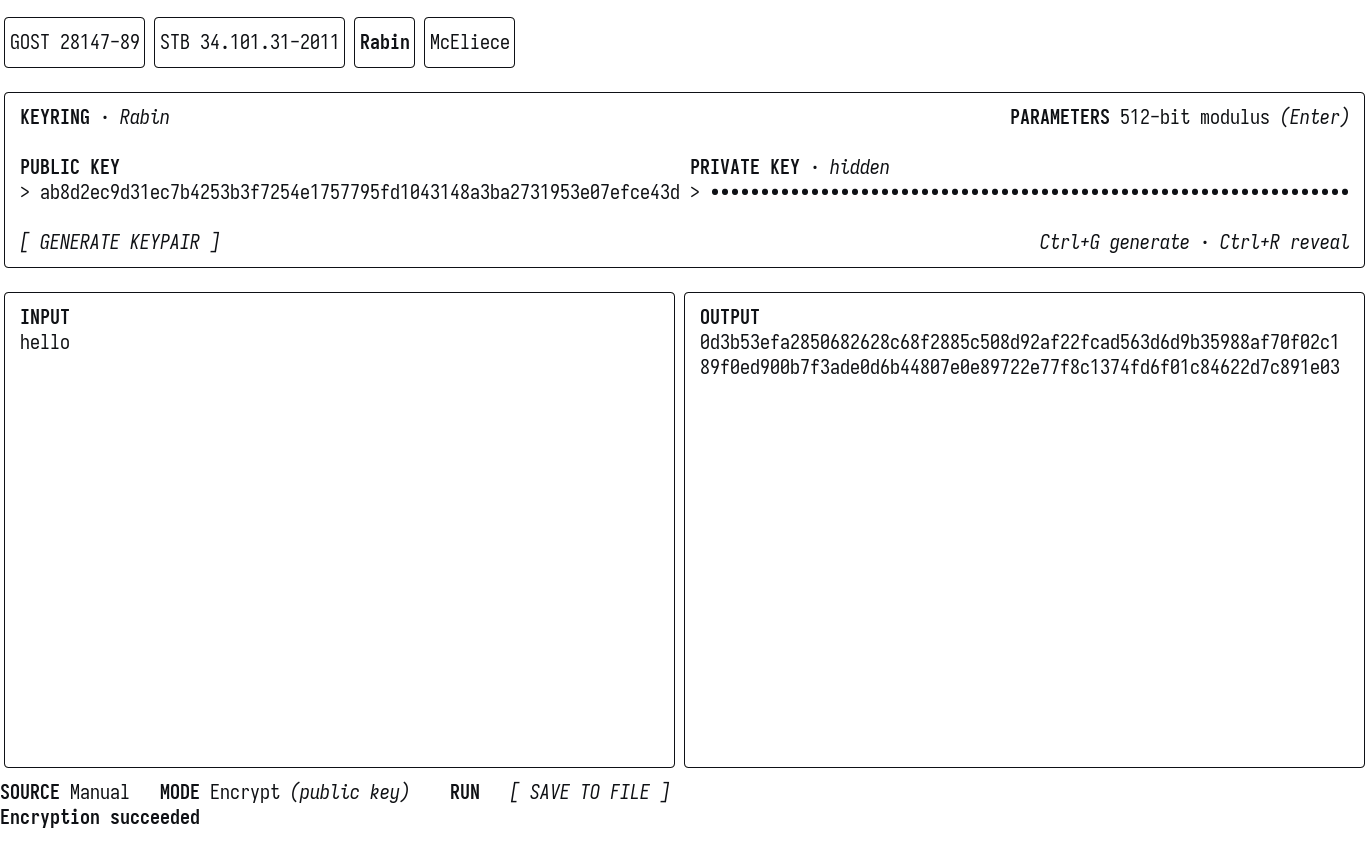 GOST 28147-89 STB 34.101.31-2011 Rabin McEliece
KEYRING · Rabin PARAMETERS 512-bit modulus (Enter)
PUBLIC KEY PRIVATE KEY · hidden
> ab8d2ec9d31ec7b4253b3f7254e1757795fd1043148a3ba2731953e07efce43d > ••••••••••••••••••••••••••••••••••••••••••••••••••••••••••••••••
[ GENERATE KEYPAIR ] Ctrl+G generate · Ctrl+R reveal
INPUT
hello
OUTPUT
0d3b53efa2850682628c68f2885c508d92af22fcad563d6d9b35988af70f02c1
89f0ed900b7f3ade0d6b44807e0e89722e77f8c1374fd6f01c84622d7c891e03
SOURCE Manual MODE Encrypt (public key) RUN [ SAVE TO FILE ]
Encryption succeeded